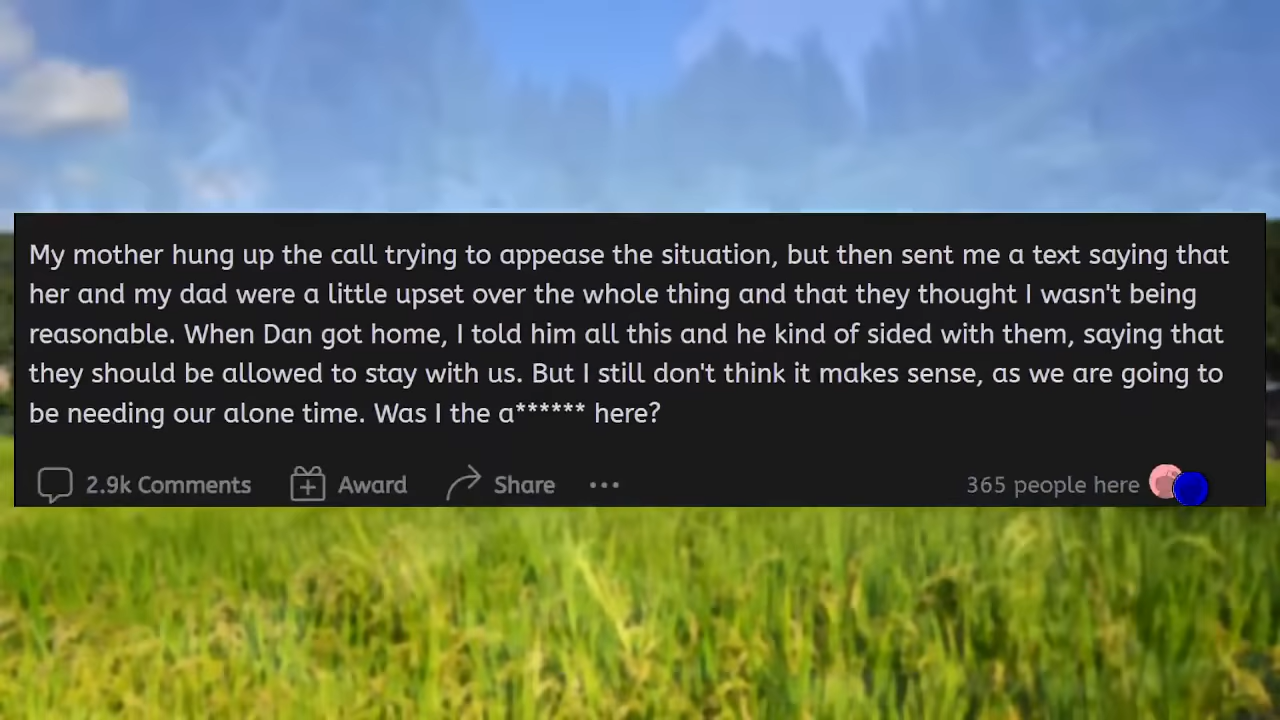 My mother hung up the call trying to appease the situation, but then sent me a text saying that
her and my dad were a little upset over the whole thing and that they thought I wasn't being
reasonable. When Dan got home, I told him all this and he kind of sided with them, saying that
they should be allowed to stay with us. But I still don't think it makes sense, as we are going to
be needing our alone time. Was I the a****** here?
2.9k Comments Award Share ••• 365 people here